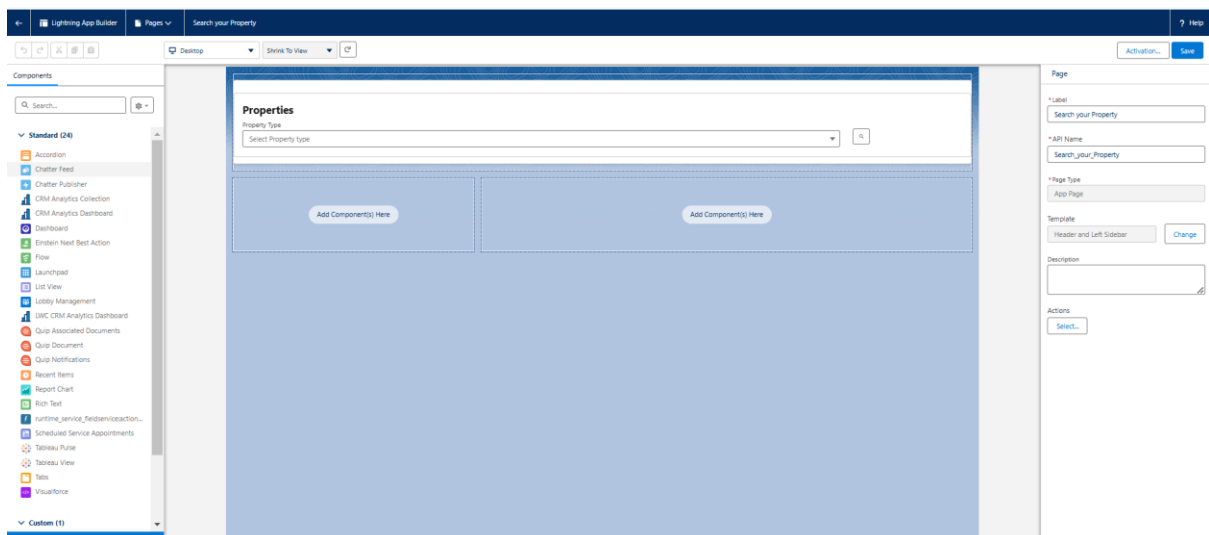 Lightning App Builder
Pages
Search your Property
? Help
Desktop
Shrink To View
Activation...
Save
Components
Search...
Standard (24)
Accordion
Chatter Feed
Chatter Publisher
CRM Analytics Collection
CRM Analytics Dashboard
Dashboard
Einstein Next Best Action
Flow
Launchpad
List View
Lobby Management
LWC CRM Analytics Dashboard
Quip Associated Documents
Quip Document
Quip Notifications
Recent Items
Report Chart
Rich Text
runtime_service_fieldserviceaction...
Scheduled Service Appointments
Tableau Pulse
Tableau View
Tabs
Visualforce
Custom (1)
Properties
Property Type
Select Property type
Add Component(s) Here
Add Component(s) Here
Page
*Label
Search your Property
*API Name
Search_your_Property
*Page Type
App Page
Template
Header and Left Sidebar
Change
Description
Actions
Select...